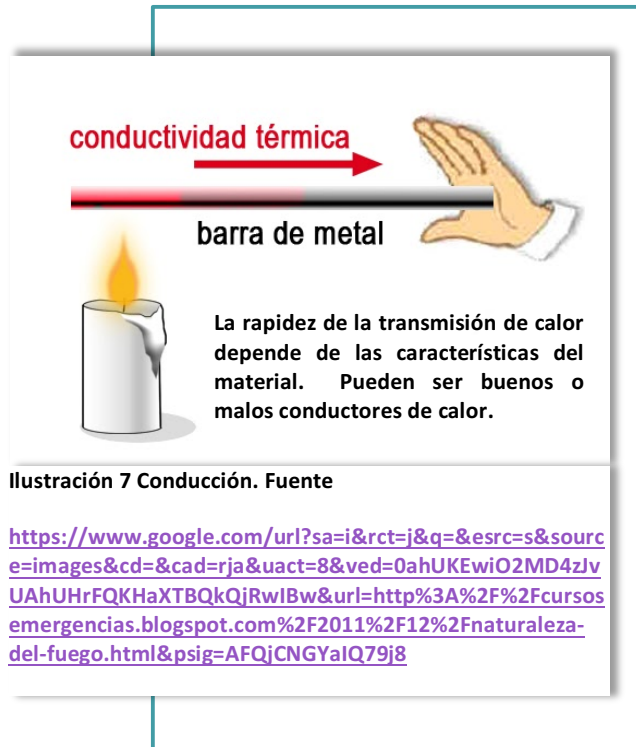 conductividad térmica
barra de metal
La rapidez de la transmisión de calor
depende de las características del
material. Pueden ser buenos o
malos conductores de calor.
Ilustración 7 Conducción. Fuente
https://www.google.com/url?sa=i&rct=j&q=&esrc=s&sourc
e=images&cd=&cad=rja&uact=8&ved=0ahUKEwiO2MD4zJv
UAhUHrFQKHaXTBQkQjRwIBw&url=http%3A%2F%2Fcursos
emergencias.blogspot.com%2F2011%2F12%2Fnaturaleza-
del-fuego.html&psig=AFQjCNGYaIQ79j8